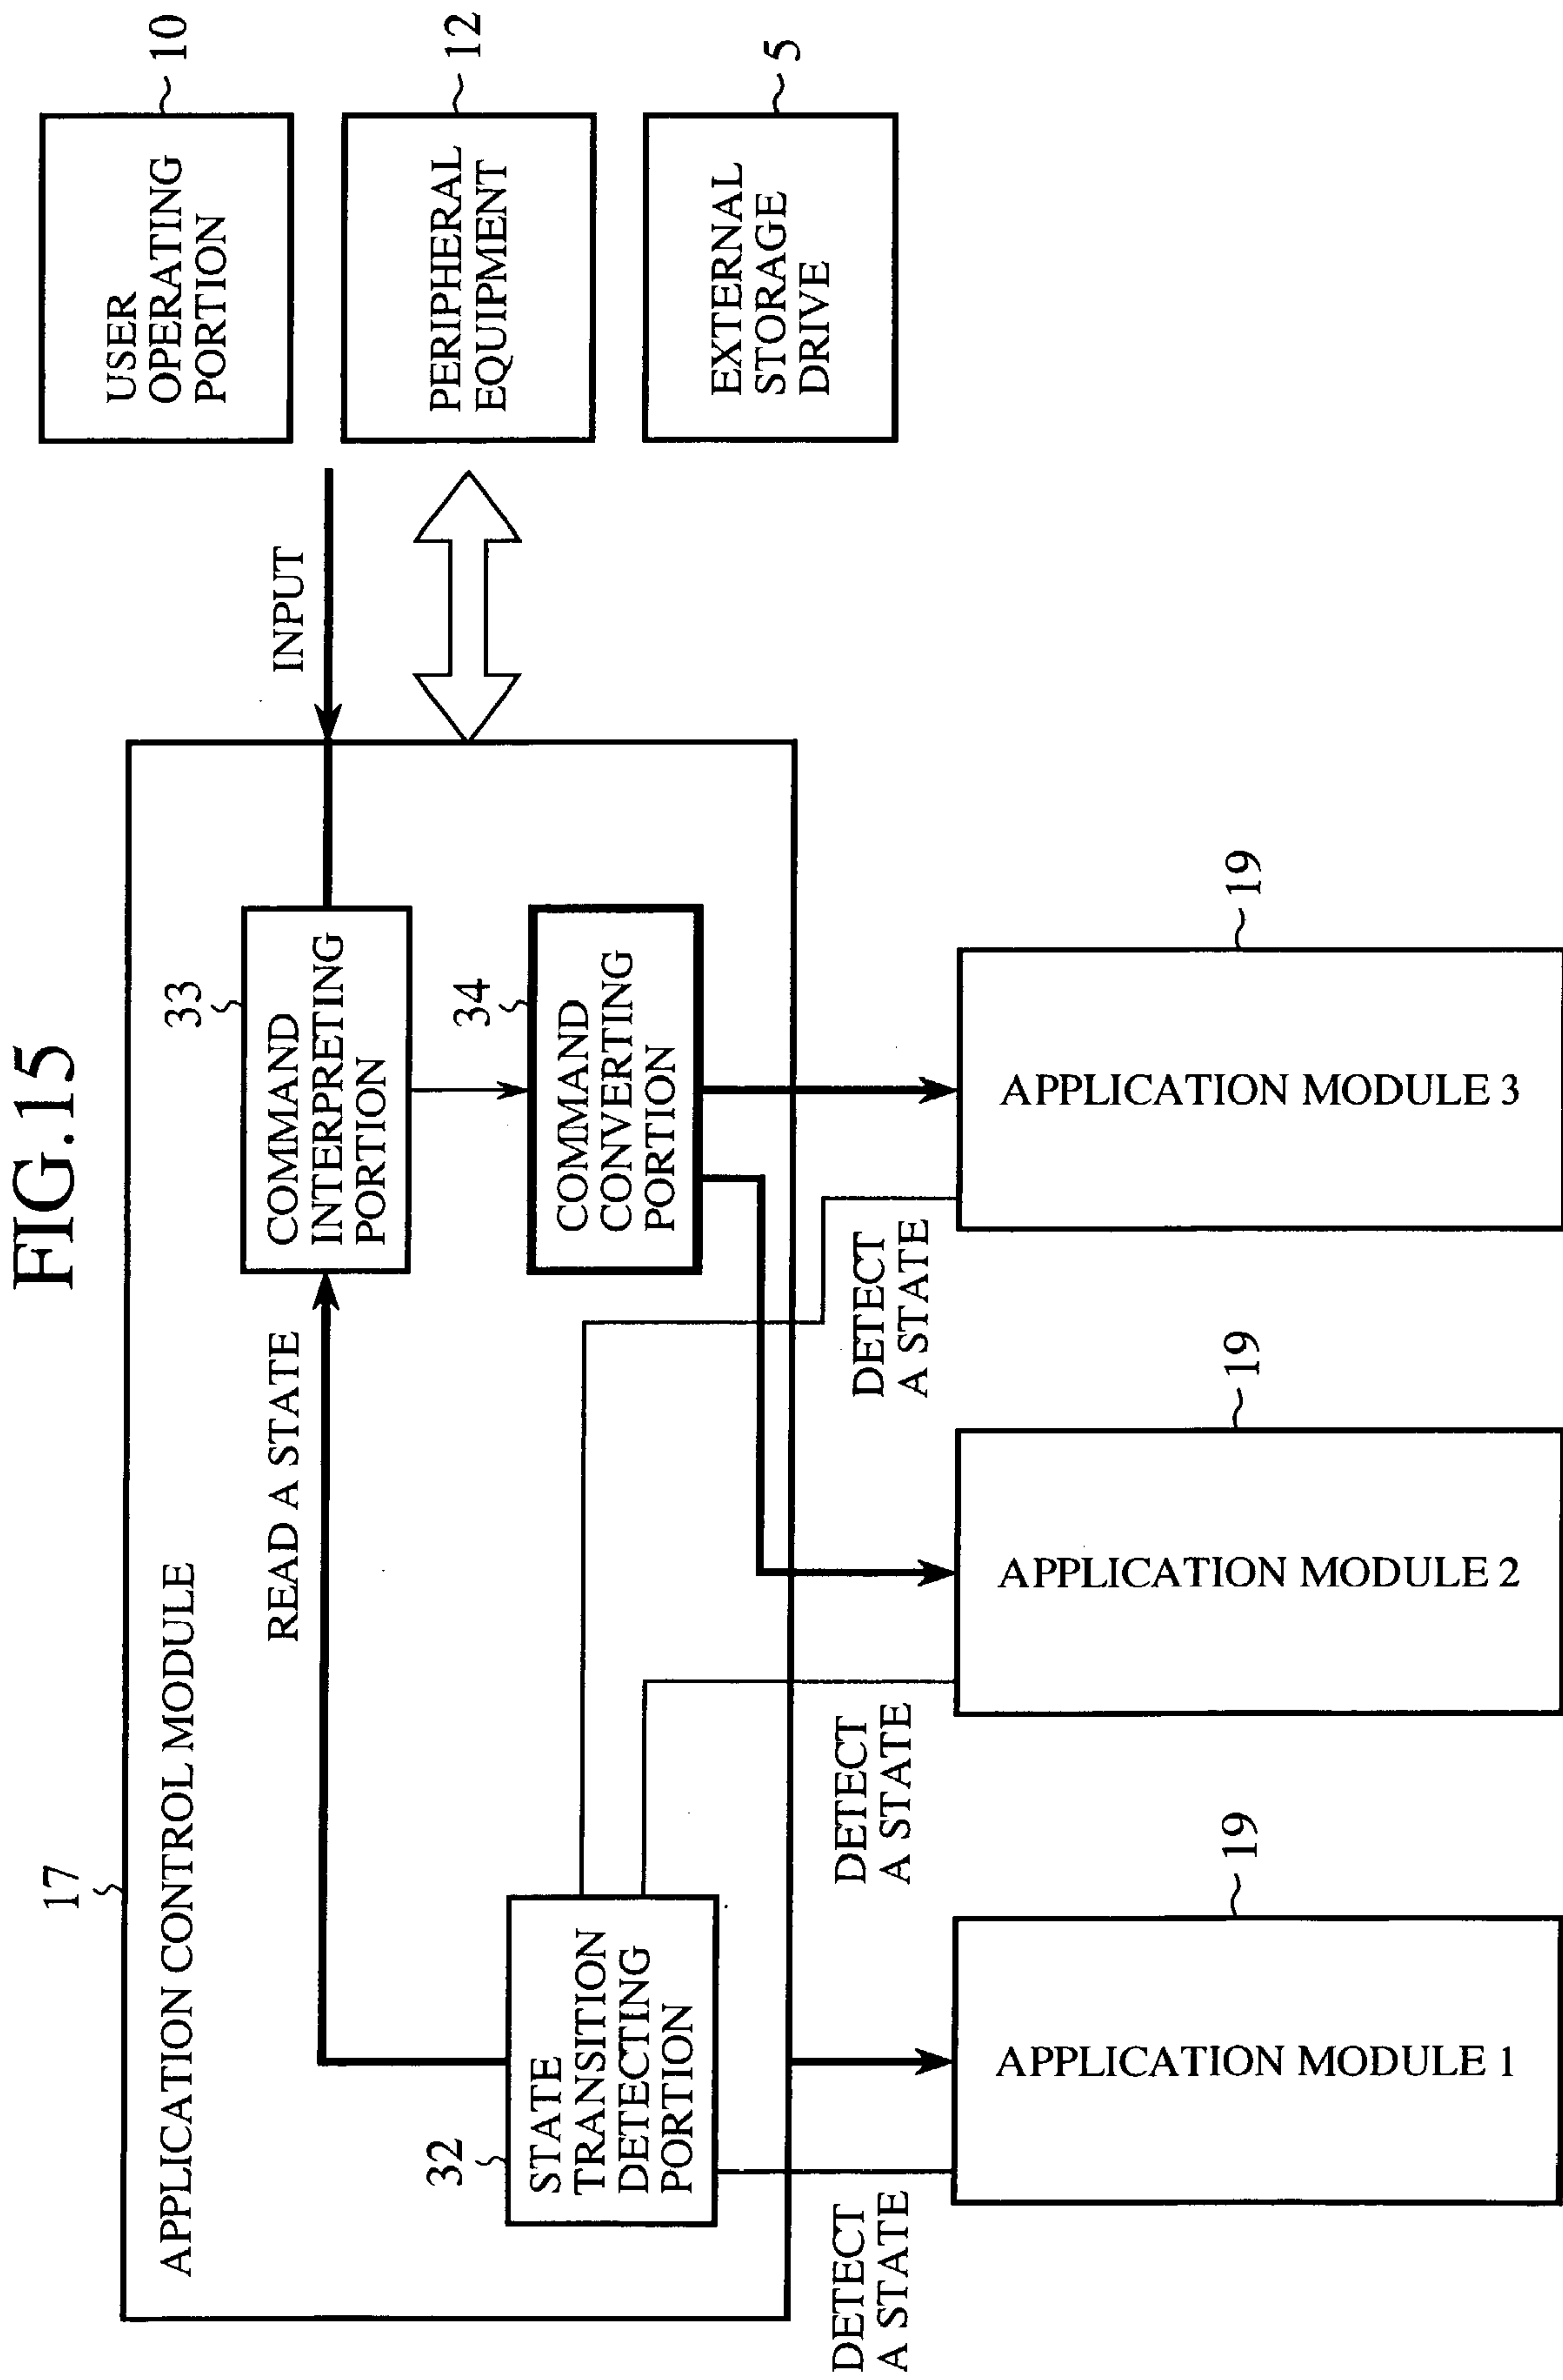 FIG.15
17
APPLICATION CONTROL MODULE
READ A STATE
33
COMMAND
INTERPRETING
PORTION
INPUT
USER
OPERATING
PORTION
10
PERIPHERAL
EQUIPMENT
12
EXTERNAL
STORAGE
DRIVE
5
32
STATE
TRANSITION
DETECTING
PORTION
34
COMMAND
CONVERTING
PORTION
DETECT
A STATE
DETECT
A STATE
DETECT
A STATE
19
APPLICATION MODULE 1
19
APPLICATION MODULE 2
19
APPLICATION MODULE 3